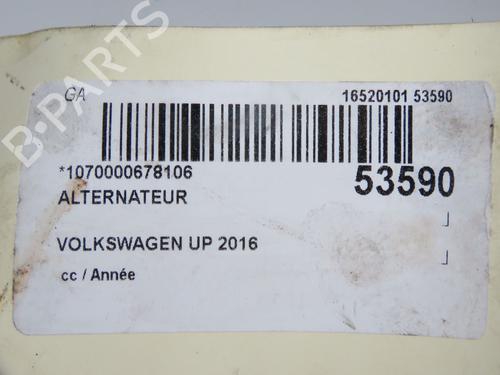 B-PARTS
GA
16520101 53590
*1070000678106
53590
ALTERNATEUR
VOLKSWAGEN UP 2016
cc / Année